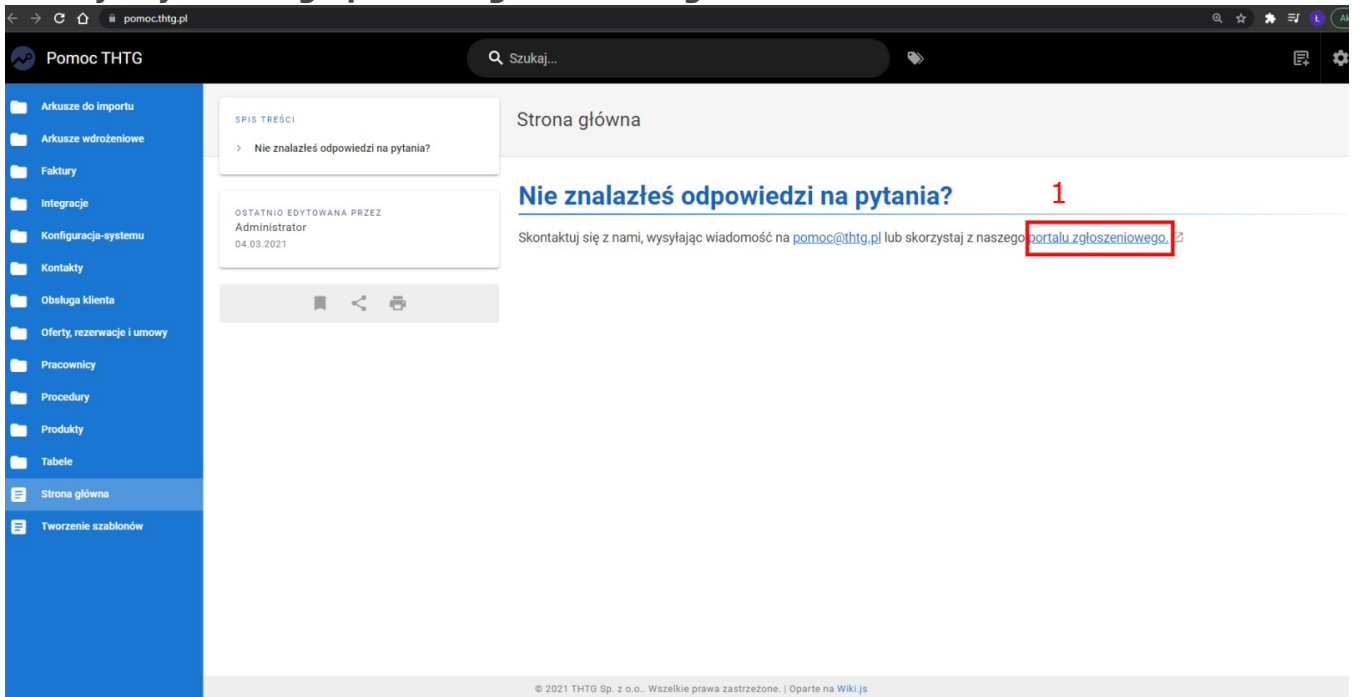 pomoc.thtg.pl
Pomoc THTG
Szukaj...
Arkusze do importu
Arkusze wdrożeniowe
Faktury
Integracje
Konfiguracja-systemu
Kontakty
Obsługa klienta
Oferty, rezerwacje i umowy
Pracownicy
Procedury
Produkty
Tabele
Strona główna
Tworzenie szablonów
SPIS TREŚCI
Nie znalazłeś odpowiedzi na pytania?
OSTATNIO EDYTOWANA PRZEZ
Administrator
04.03.2021
Strona główna
Nie znalazłeś odpowiedzi na pytania?
1
Skontaktuj się z nami, wysyłając wiadomość na pomoc@thtg.pl lub skorzystaj z naszego portalu zgłoszeniowego.
© 2021 THTG Sp. z o.o.. Wszelkie prawa zastrzeżone. | Oparte na Wiki.js